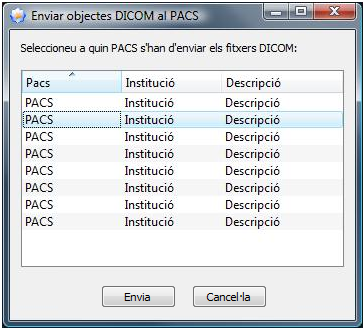 Enviar objectes DICOM al PACS
Seleccioneu a quin PACS s'han d'enviar els fitxers DICOM:
Pacs Institució Descripció
PACS Institució Descripció
PACS Institució Descripció
PACS Institució Descripció
PACS Institució Descripció
PACS Institució Descripció
PACS Institució Descripció
PACS Institució Descripció
PACS Institució Descripció
Envia Cancel·la